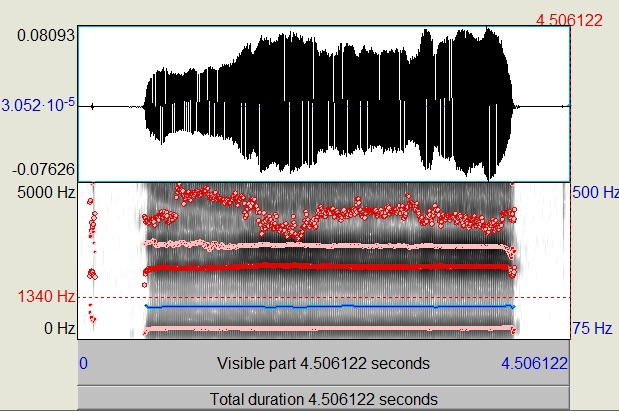 4.506122
0.08093
3.052·10⁻⁵
-0.07626
5000 Hz 500 Hz
1340 Hz
0 Hz 75 Hz
0 Visible part 4.506122 seconds 4.506122
Total duration 4.506122 seconds